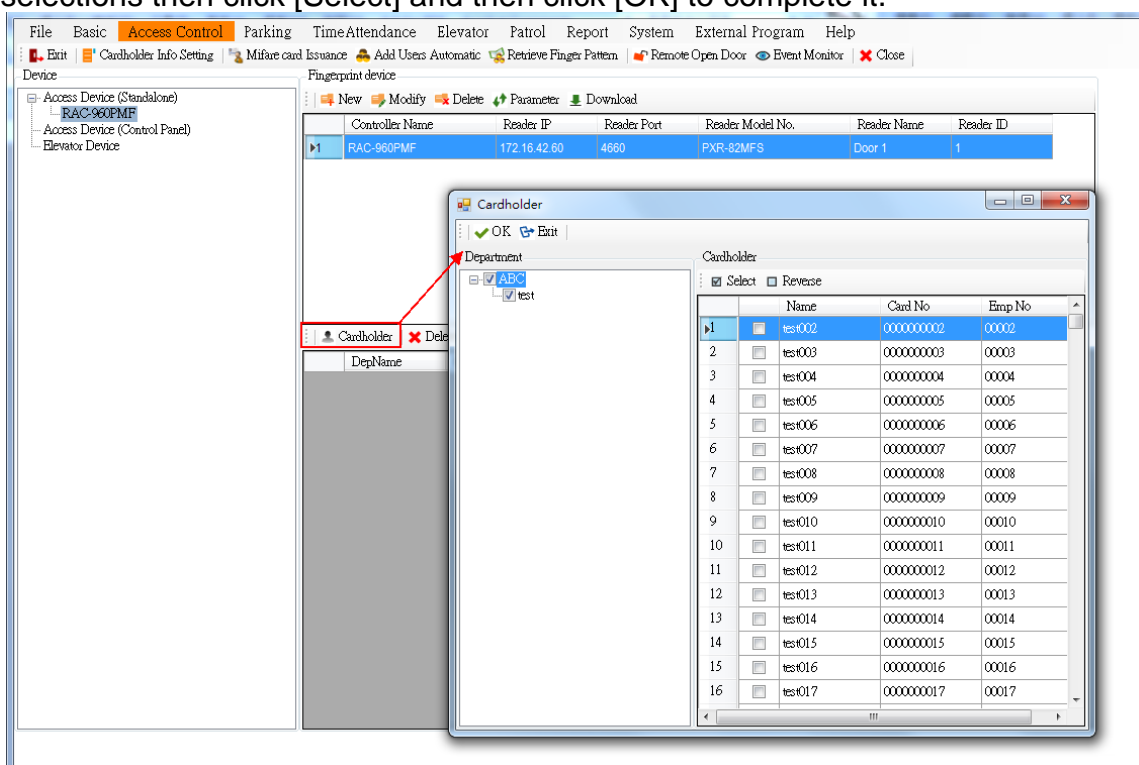 selections then click [Select] and then click [OK] to complete it.
File Basic Access Control Parking TimeAttendance Elevator Patrol Report System External Program Help
Exit Cardholder Info Setting Mifare card Issuance Add Users Automatic Retrieve Finger Pattern Remote Open Door Event Monitor Close
Device
Access Device (Standalone)
RAC-960PMF
Access Device (Control Panel)
Elevator Device
Fingerprint device
New Modify Delete Parameter Download
Controller Name Reader IP Reader Port Reader Model No. Reader Name Reader ID
1 RAC-960PMF 172.16.42.60 4660 PXR-82MFS Door 1 1
Cardholder Dele
DepName
Cardholder
OK Exit
Department
ABC
test
Cardholder
Select Reverse
Name Card No Emp No
1 test002 0000000002 00002
2 test003 0000000003 00003
3 test004 0000000004 00004
4 test005 0000000005 00005
5 test006 0000000006 00006
6 test007 0000000007 00007
7 test008 0000000008 00008
8 test009 0000000009 00009
9 test010 0000000010 00010
10 test011 0000000011 00011
11 test012 0000000012 00012
12 test013 0000000013 00013
13 test014 0000000014 00014
14 test015 0000000015 00015
15 test016 0000000016 00016
16 test017 0000000017 00017